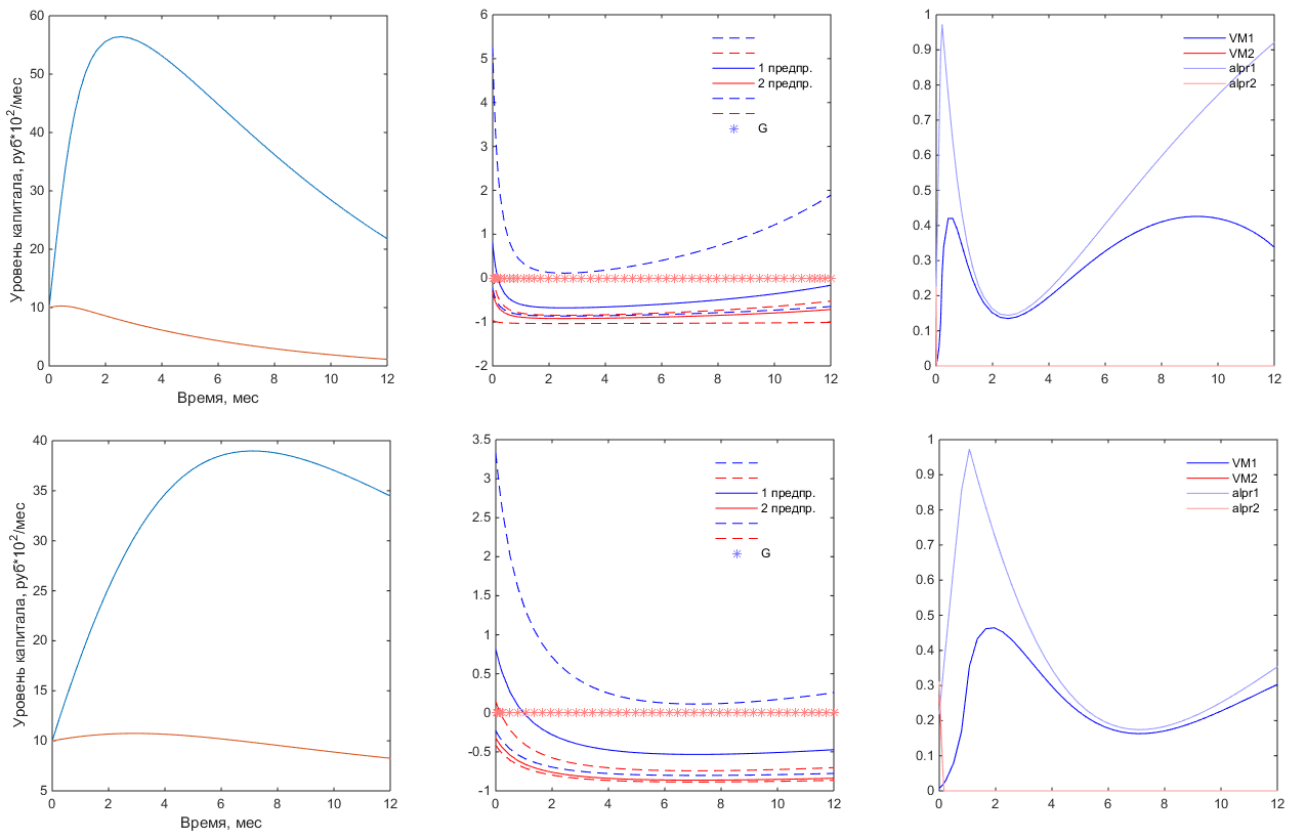 Уровень капитала, руб*10^2/мес
60
50
40
30
20
10
0
0 2 4 6 8 10 12
Время, мес
6
5
4
3
2
1
0
-1
-2
0 2 4 6 8 10 12
1 предпр.
2 предпр.
G
1
0.9
0.8
0.7
0.6
0.5
0.4
0.3
0.2
0.1
0
0 2 4 6 8 10 12
VM1
VM2
alpr1
alpr2
Уровень капитала, руб*10^2/мес
40
35
30
25
20
15
10
5
0 2 4 6 8 10 12
Время, мес
3.5
3
2.5
2
1.5
1
0.5
0
-0.5
-1
0 2 4 6 8 10 12
1 предпр.
2 предпр.
G
1
0.9
0.8
0.7
0.6
0.5
0.4
0.3
0.2
0.1
0
0 2 4 6 8 10 12
VM1
VM2
alpr1
alpr2